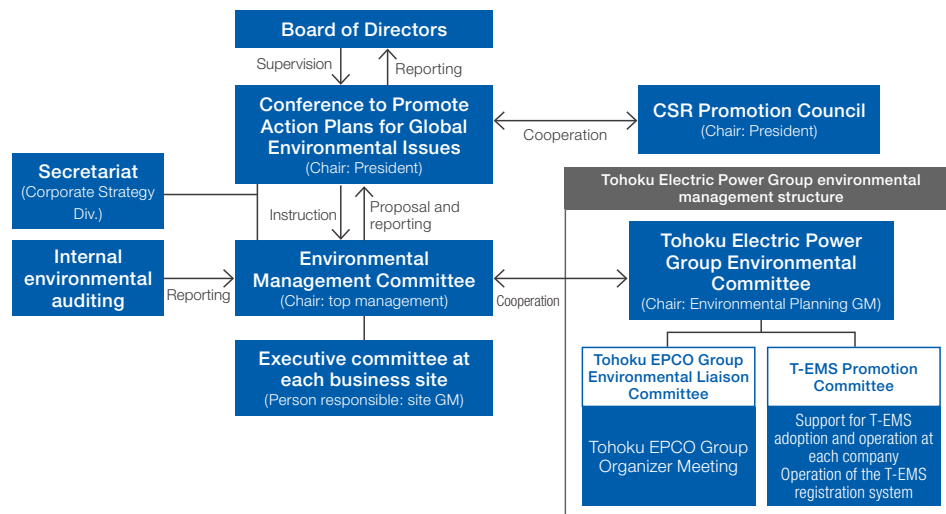 Board of Directors
Supervision
Reporting
Conference to Promote
Action Plans for Global
Environmental Issues
(Chair: President)
Cooperation
CSR Promotion Council
(Chair: President)
Secretariat
(Corporate Strategy
Div.)
Instruction
Proposal and
reporting
Tohoku Electric Power Group environmental
management structure
Internal
environmental
auditing
Reporting
Environmental
Management Committee
(Chair: top management)
Cooperation
Tohoku Electric Power
Group Environmental
Committee
(Chair: Environmental Planning GM)
Executive committee at
each business site
(Person responsible: site GM)
Tohoku EPCO Group
Environmental Liaison
Committee
Tohoku EPCO Group
Organizer Meeting
T-EMS Promotion
Committee
Support for T-EMS
adoption and operation at
each company
Operation of the T-EMS
registration system